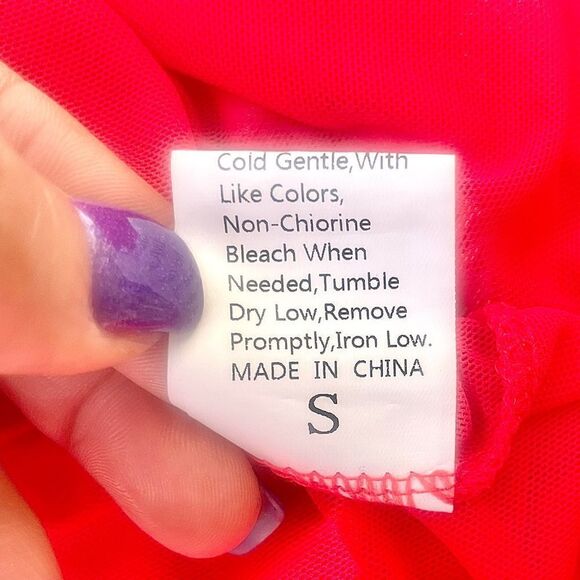 Cold Gentle,With
Like Colors,
Non-Chiorine
Bleach When
Needed,Tumble
Dry Low,Remove
Promptly,Iron Low.
MADE IN CHINA
S